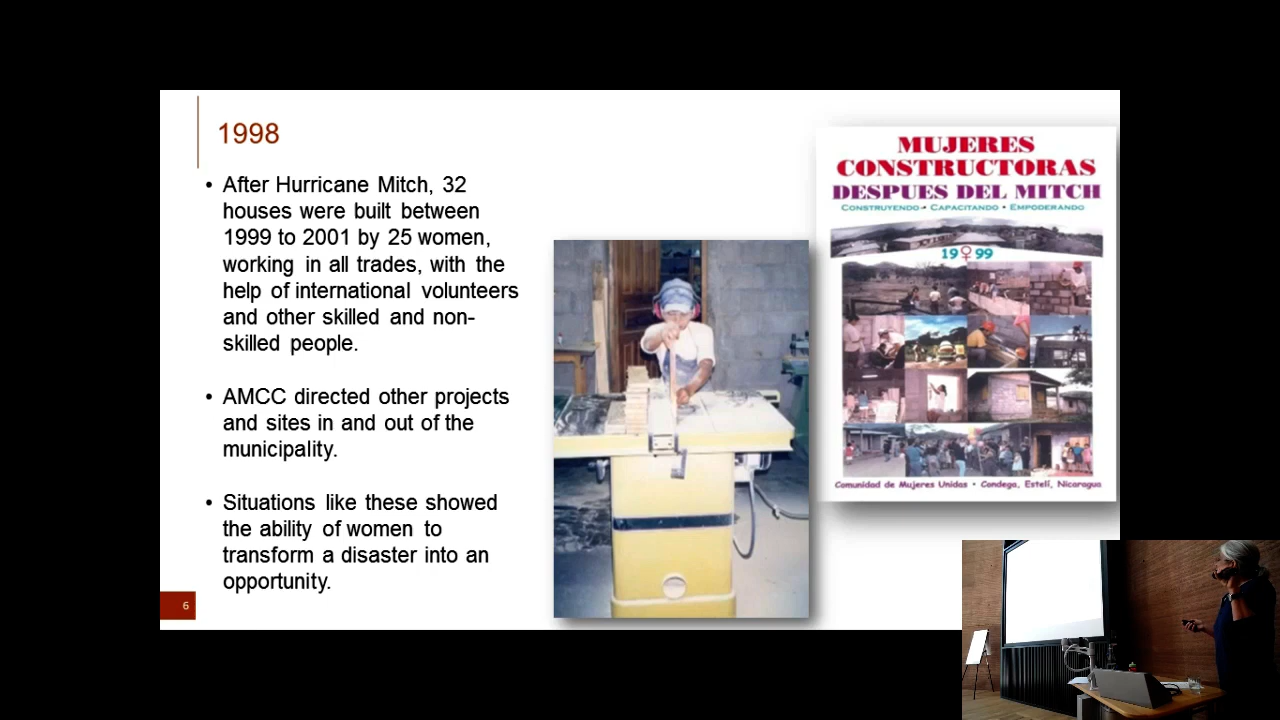 1998
• After Hurricane Mitch, 32
houses were built between
1999 to 2001 by 25 women,
working in all trades, with the
help of international volunteers
and other skilled and non-
skilled people.
• AMCC directed other projects
and sites in and out of the
municipality.
• Situations like these showed
the ability of women to
transform a disaster into an
opportunity.
6
MUJERES
CONSTRUCTORAS
DESPUES DEL MITCH
CONSTRUYENDO • CAPACITANDO • EMPODERANDO
19♀99
Comunidad de Mujeres Unidas • Condega, Estelí, Nicaragua